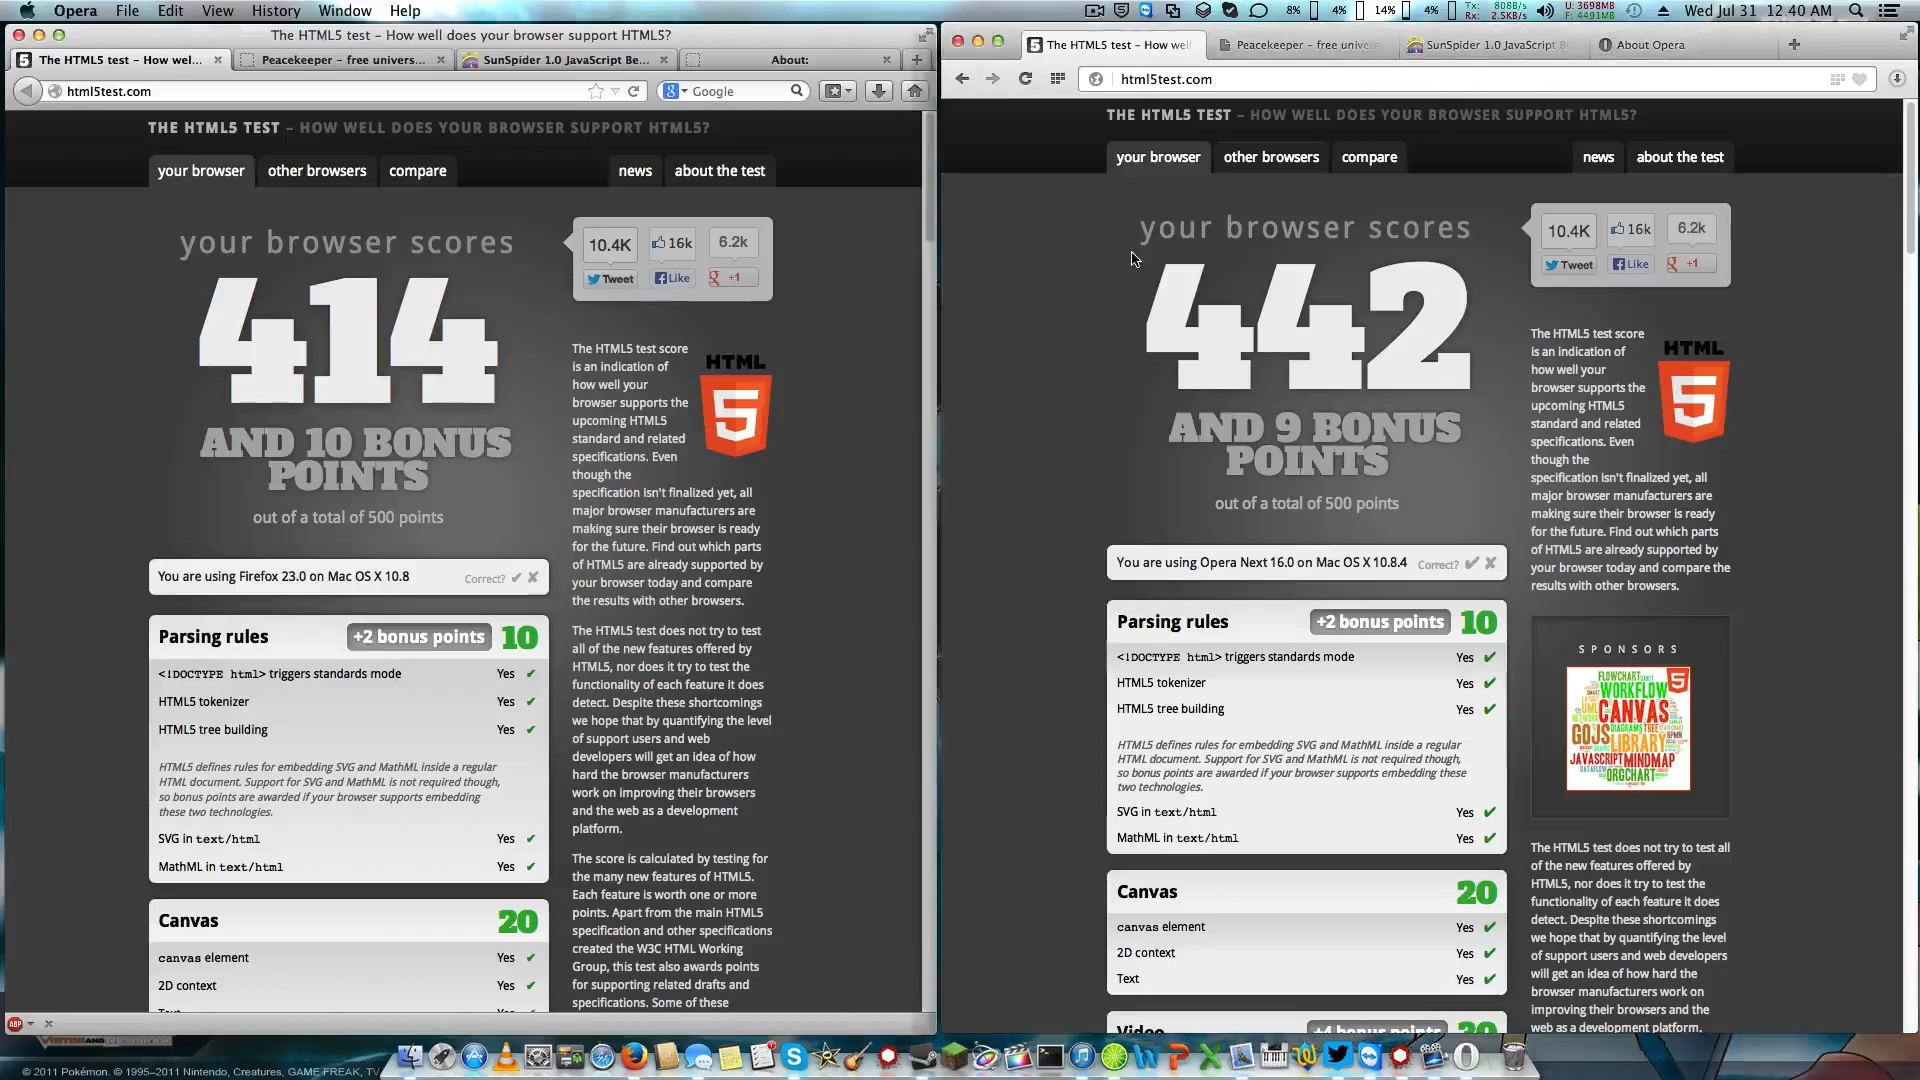 Opera File Edit View History Window Help
8% 4% 14% 4% Tx: 808B/s Rx: 2.5KB/s U: 3698MB F: 4491MB Wed Jul 31 12:40 AM
The HTML5 test – How well does your browser support HTML5?
The HTML5 test – How wel...
Peacekeeper – free univers...
SunSpider 1.0 JavaScript Be...
About:
html5test.com
Google
THE HTML5 TEST – HOW WELL DOES YOUR BROWSER SUPPORT HTML5?
your browser other browsers compare news about the test
your browser scores
414
AND 10 BONUS
POINTS
out of a total of 500 points
10.4K 16k 6.2k
Tweet Like +1
You are using Firefox 23.0 on Mac OS X 10.8 Correct?
Parsing rules +2 bonus points 10
<!DOCTYPE html> triggers standards mode Yes ✔
HTML5 tokenizer Yes ✔
HTML5 tree building Yes ✔
HTML5 defines rules for embedding SVG and MathML inside a regular
HTML document. Support for SVG and MathML is not required though,
so bonus points are awarded if your browser supports embedding
these two technologies.
SVG in text/html Yes ✔
MathML in text/html Yes ✔
Canvas 20
canvas element Yes ✔
2D context Yes ✔
Text
The HTML5 test score
is an indication of
how well your
browser supports the
upcoming HTML5
standard and related
specifications. Even
though the
specification isn't finalized yet, all
major browser manufacturers are
making sure their browser is ready
for the future. Find out which parts
of HTML5 are already supported by
your browser today and compare
the results with other browsers.
HTML
5
The HTML5 test does not try to test
all of the new features offered by
HTML5, nor does it try to test the
functionality of each feature it does
detect. Despite these shortcomings
we hope that by quantifying the level
of support users and web
developers will get an idea of how
hard the browser manufacturers
work on improving their browsers
and the web as a development
platform.
The score is calculated by testing for
the many new features of HTML5.
Each feature is worth one or more
points. Apart from the main HTML5
specification and other specifications
created the W3C HTML Working
Group, this test also awards points
for supporting related drafts and
specifications. Some of these
ABP
The HTML5 test – How well
Peacekeeper – free unive
SunSpider 1.0 JavaScript B
About Opera
html5test.com
THE HTML5 TEST – HOW WELL DOES YOUR BROWSER SUPPORT HTML5?
your browser other browsers compare news about the test
your browser scores
442
AND 9 BONUS
POINTS
out of a total of 500 points
10.4K 16k 6.2k
Tweet Like +1
You are using Opera Next 16.0 on Mac OS X 10.8.4 Correct?
Parsing rules +2 bonus points 10
<!DOCTYPE html> triggers standards mode Yes ✔
HTML5 tokenizer Yes ✔
HTML5 tree building Yes ✔
HTML5 defines rules for embedding SVG and MathML inside a regular
HTML document. Support for SVG and MathML is not required though,
so bonus points are awarded if your browser supports embedding these
two technologies.
SVG in text/html Yes ✔
MathML in text/html Yes ✔
Canvas 20
canvas element Yes ✔
2D context Yes ✔
Text Yes ✔
Video +4 bonus points 30
The HTML5 test score
is an indication of
how well your
browser supports the
upcoming HTML5
standard and related
specifications. Even
though the
specification isn't finalized yet, all
major browser manufacturers are
making sure their browser is ready
for the future. Find out which parts
of HTML5 are already supported by
your browser today and compare the
results with other browsers.
HTML
5
SPONSORS
FLOWCHART
WORKFLOW
UML
CANVAS
DIAGRAMS TREE
GOJS BPMN
LIBRARY
JAVASCRIPT MINDMAP
DATAFLOW
ORGCHART
The HTML5 test does not try to test all
of the new features offered by
HTML5, nor does it try to test the
functionality of each feature it does
detect. Despite these shortcomings
we hope that by quantifying the level
of support users and web developers
will get an idea of how hard the
browser manufacturers work on
improving their browsers and the
web as a development platform.
© 2011 Pokémon. © 1995–2011 Nintendo, Creatures, GAME FREAK, TV